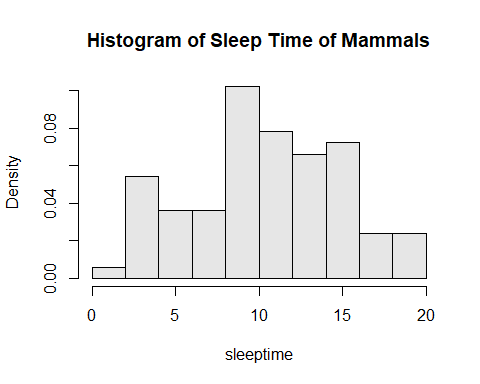 Histogram of Sleep Time of Mammals
Density
0.08
0.04
0.00
0 5 10 15 20
sleeptime